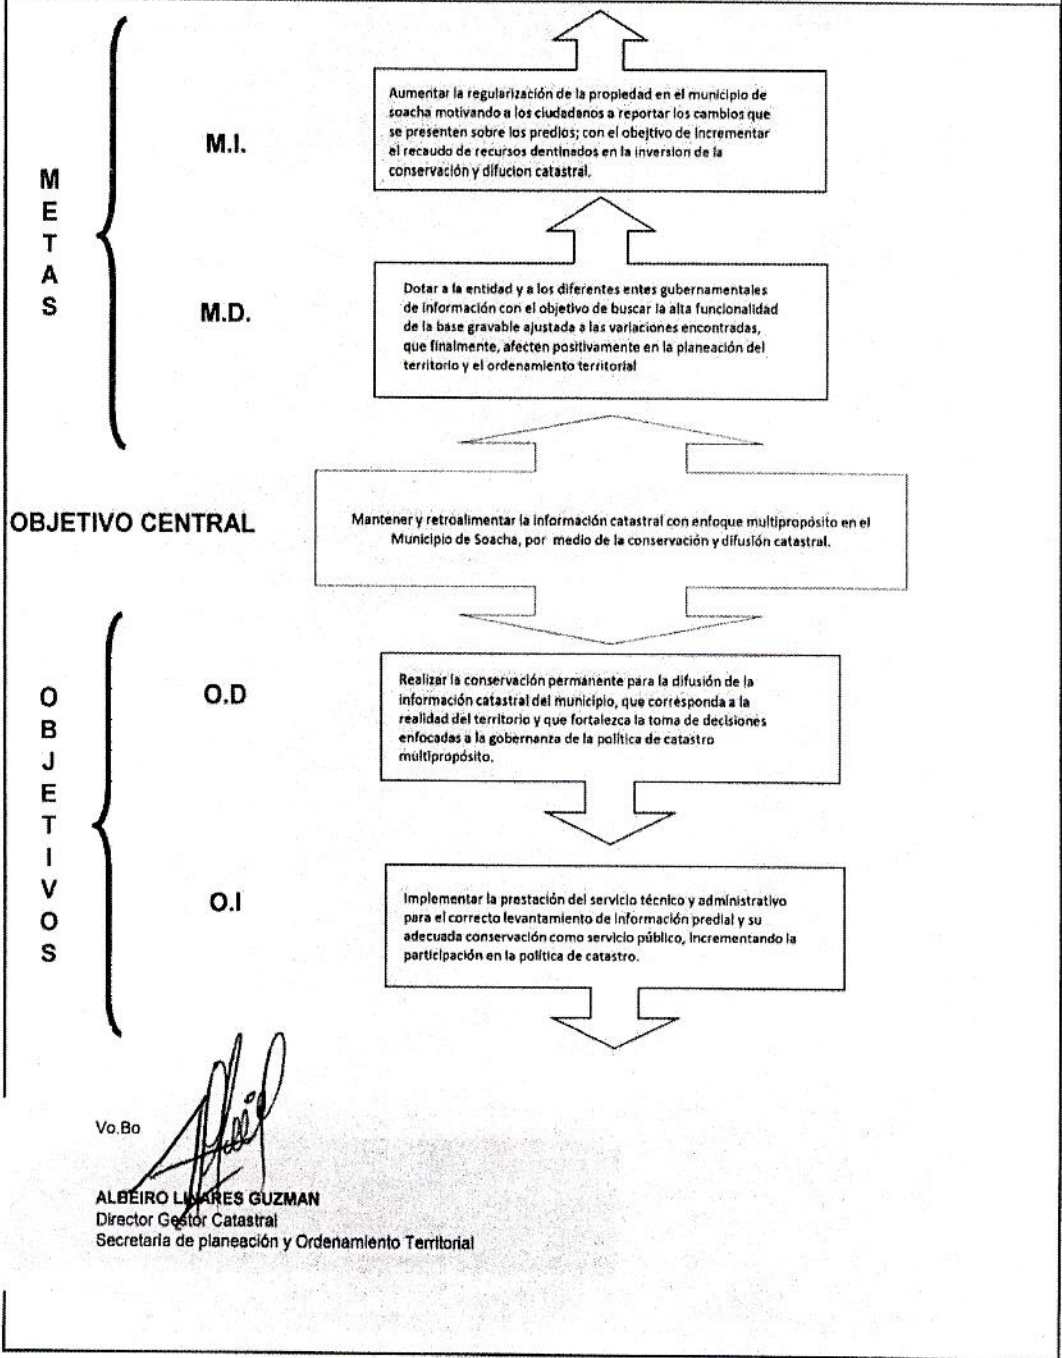 Aumentar la regularización de la propiedad en el municipio de
soacha motivando a los ciudadanos a reportar los cambios que
se presenten sobre los predios; con el obejtivo de incrementar
el recaudo de recursos dentinados en la inversion de la
conservación y difucion catastral.
M.I.
METAS
Dotar a la entidad y a los diferentes entes gubernamentales
de información con el objetivo de buscar la alta funcionalidad
de la base gravable ajustada a las variaciones encontradas,
que finalmente, afecten positivamente en la planeación del
territorio y el ordenamiento territorial
M.D.
OBJETIVO CENTRAL
Mantener y retroalimentar la información catastral con enfoque multipropósito en el
Municipio de Soacha, por medio de la conservación y difusión catastral.
OBJETIVOS
O.D
Realizar la conservación permanente para la difusión de la
información catastral del municipio, que corresponda a la
realidad del territorio y que fortalezca la toma de decisiones
enfocadas a la gobernanza de la política de catastro
multipropósito.
O.I
Implementar la prestación del servicio técnico y administrativo
para el correcto levantamiento de información predial y su
adecuada conservación como servicio público, incrementando la
participación en la política de catastro.
Vo.Bo
ALBEIRO LINARES GUZMAN
Director Gestor Catastral
Secretaria de planeación y Ordenamiento Territorial